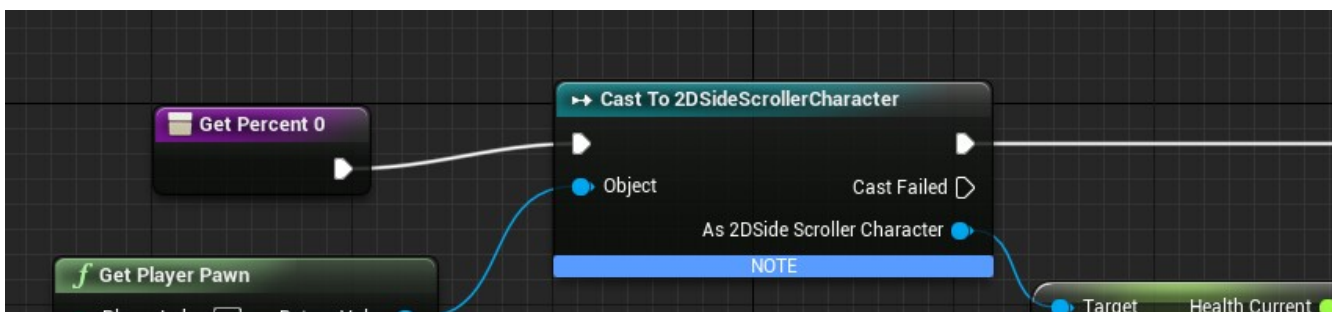 Get Percent 0
Cast To 2DSideScrollerCharacter
Object
Cast Failed
As 2DSide Scroller Character
NOTE
Get Player Pawn
Target
Health Current